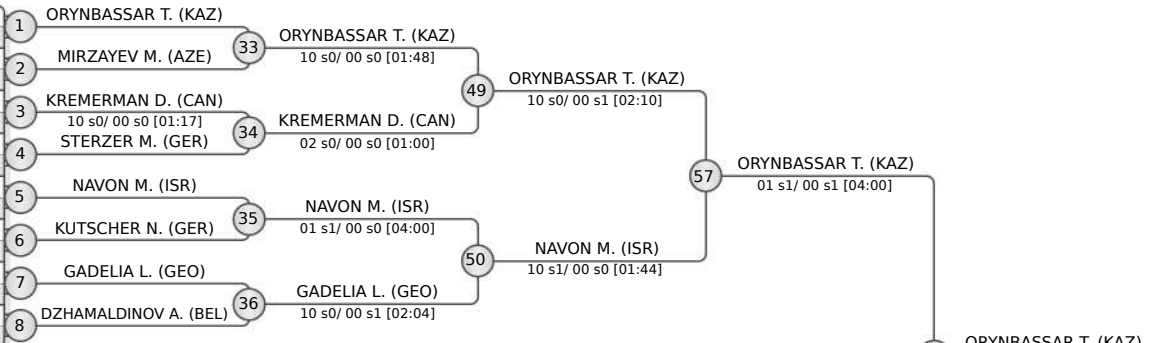 1
ORYNBASSAR T. (KAZ)
2
MIRZAYEV M. (AZE)
33
ORYNBASSAR T. (KAZ)
10 s0/ 00 s0 [01:48]
3
KREMERMAN D. (CAN)
10 s0/ 00 s0 [01:17]
4
STERZER M. (GER)
34
KREMERMAN D. (CAN)
02 s0/ 00 s0 [01:00]
49
ORYNBASSAR T. (KAZ)
10 s0/ 00 s1 [02:10]
5
NAVON M. (ISR)
6
KUTSCHER N. (GER)
35
NAVON M. (ISR)
01 s1/ 00 s0 [04:00]
7
GADELIA L. (GEO)
8
DZHAMALDINOV A. (BEL)
36
GADELIA L. (GEO)
10 s0/ 00 s1 [02:04]
50
NAVON M. (ISR)
10 s1/ 00 s0 [01:44]
57
ORYNBASSAR T. (KAZ)
01 s1/ 00 s1 [04:00]
ORYNBASSAR T. (KAZ)